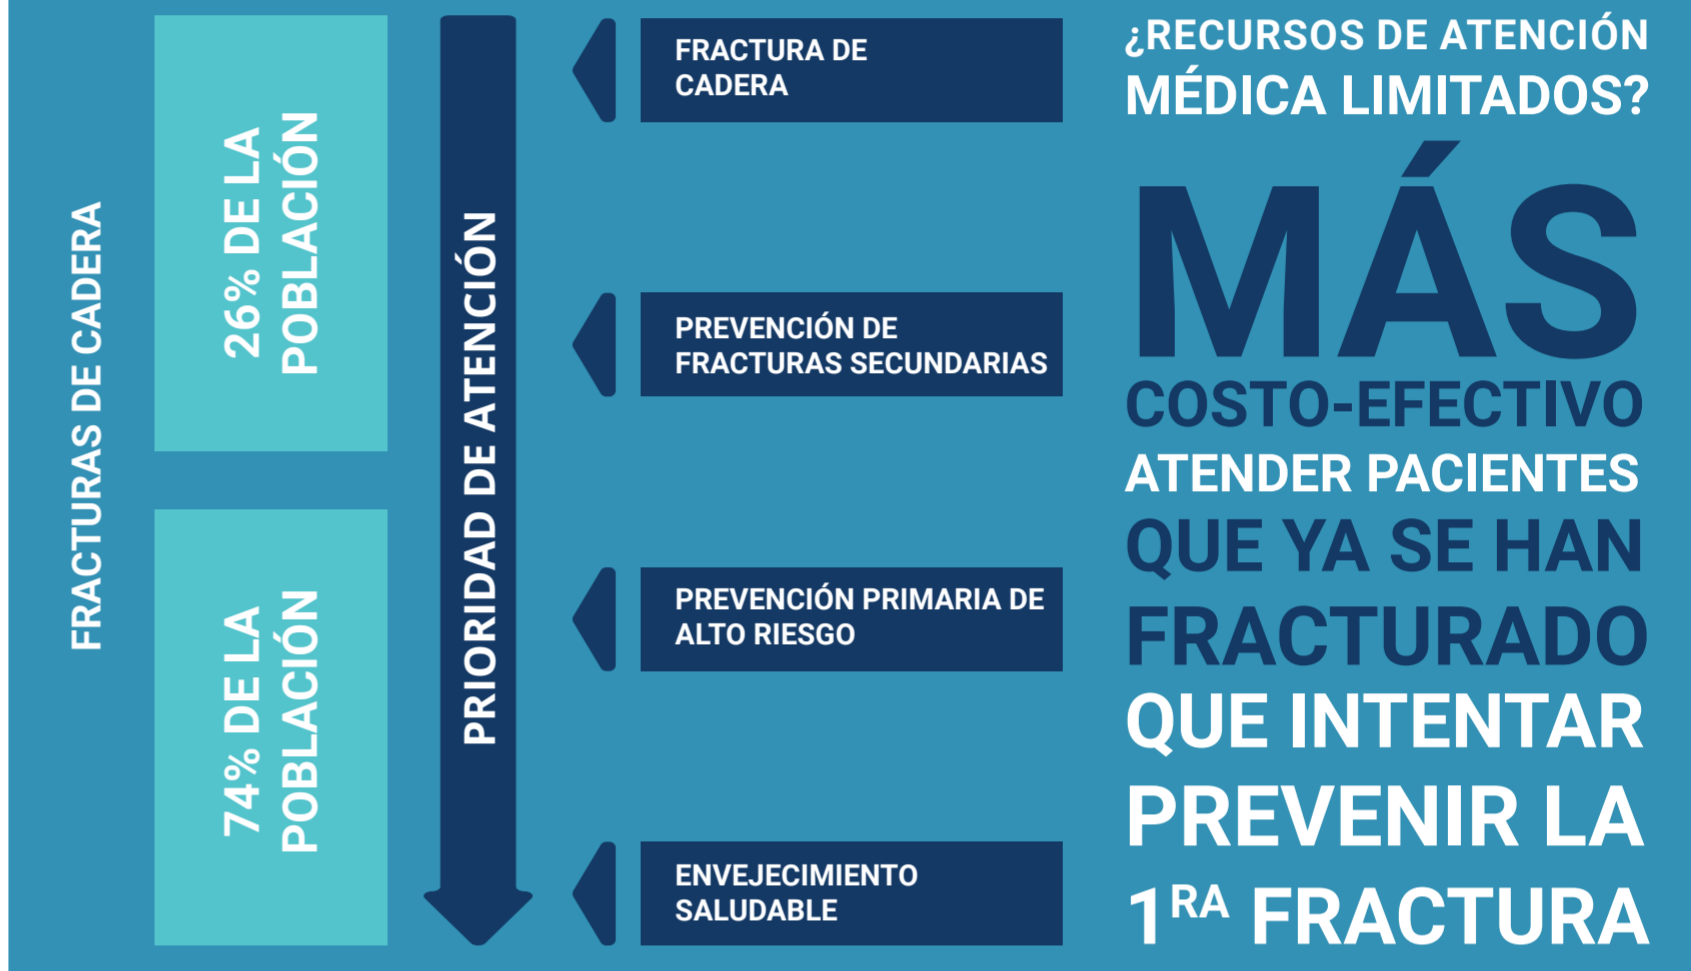 FRACTURAS DE CADERA
26% DE LA
POBLACIÓN
74% DE LA
POBLACIÓN
PRIORIDAD DE ATENCIÓN
FRACTURA DE
CADERA
PREVENCIÓN DE
FRACTURAS SECUNDARIAS
PREVENCIÓN PRIMARIA DE
ALTO RIESGO
ENVEJECIMIENTO
SALUDABLE
¿RECURSOS DE ATENCIÓN
MÉDICA LIMITADOS?
MÁS
COSTO-EFECTIVO
ATENDER PACIENTES
QUE YA SE HAN
FRACTURADO
QUE INTENTAR
PREVENIR LA
1RA FRACTURA